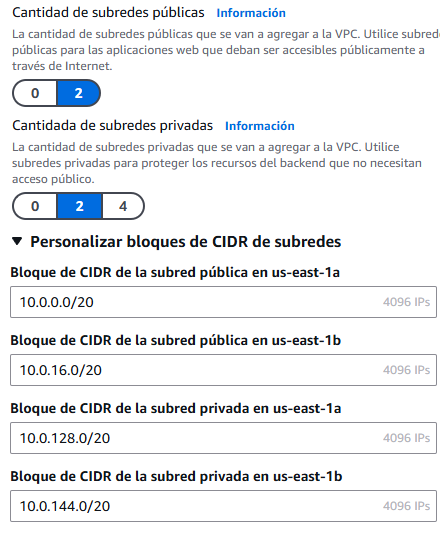 Cantidad de subredes públicas Información
La cantidad de subredes públicas que se van a agregar a la VPC. Utilice subred
públicas para las aplicaciones web que deban ser accesibles públicamente a
través de Internet.
0 2
Cantidada de subredes privadas Información
La cantidad de subredes privadas que se van a agregar a la VPC. Utilice
subredes privadas para proteger los recursos del backend que no necesitan
acceso público.
0 2 4
Personalizar bloques de CIDR de subredes
Bloque de CIDR de la subred pública en us-east-1a
10.0.0.0/20 4096 IPs
Bloque de CIDR de la subred pública en us-east-1b
10.0.16.0/20 4096 IPs
Bloque de CIDR de la subred privada en us-east-1a
10.0.128.0/20 4096 IPs
Bloque de CIDR de la subred privada en us-east-1b
10.0.144.0/20 4096 IPs